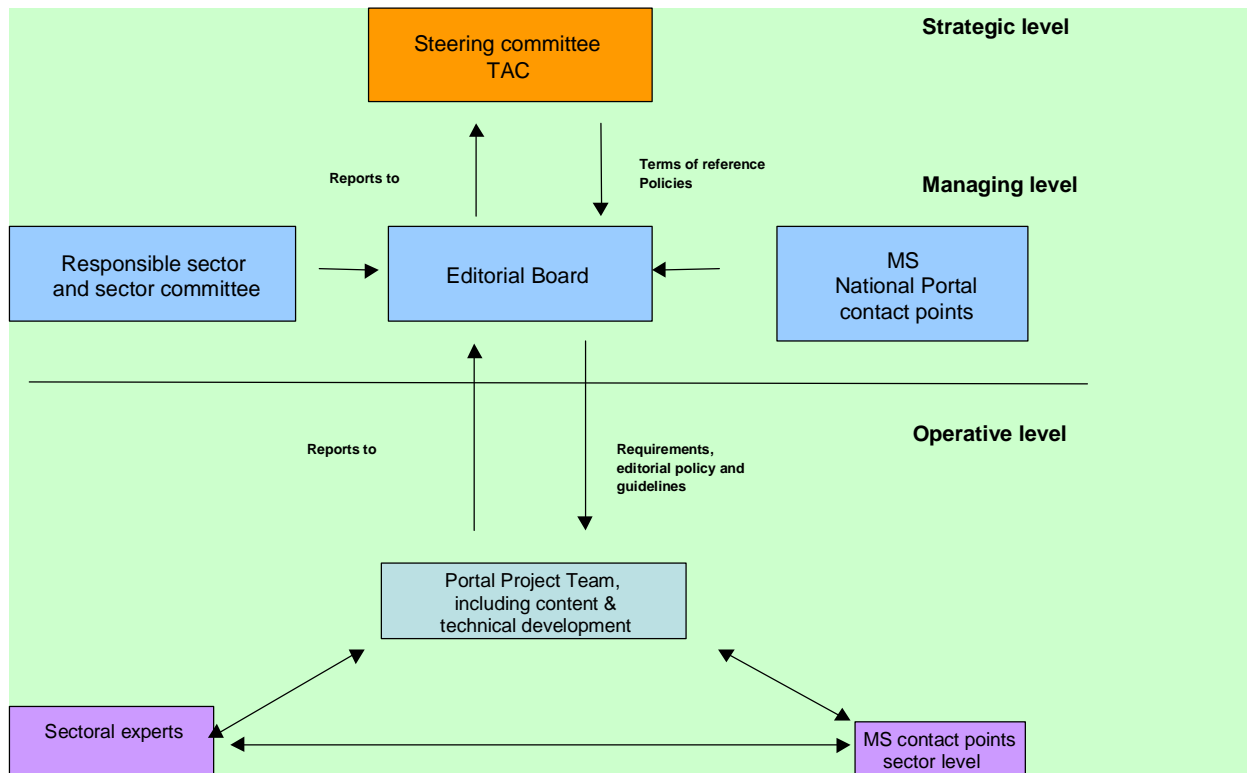 Strategic level
Steering committee
TAC
Reports to
Terms of reference
Policies
Managing level
Responsible sector
and sector committee
Editorial Board
MS
National Portal
contact points
Operative level
Reports to
Requirements,
editorial policy and
guidelines
Portal Project Team,
including content &
technical development
Sectoral experts
MS contact points
sector level